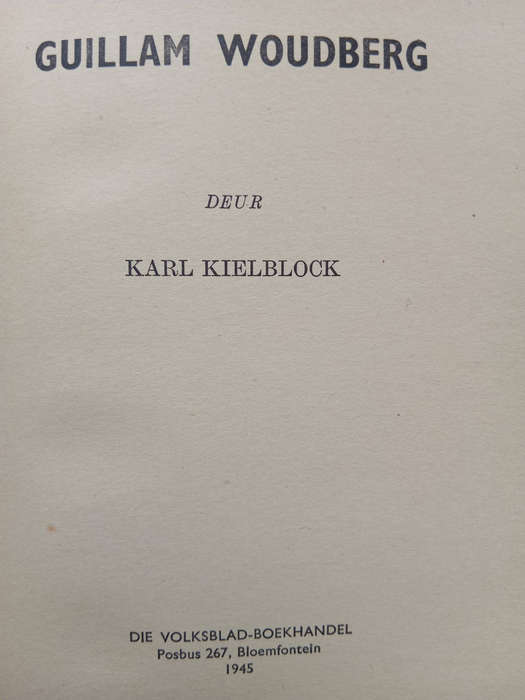 GUILLAM WOUDBERG
DEUR
KARL KIELBLOCK
DIE VOLKSBLAD-BOEKHANDEL
Posbus 267, Bloemfontein
1945